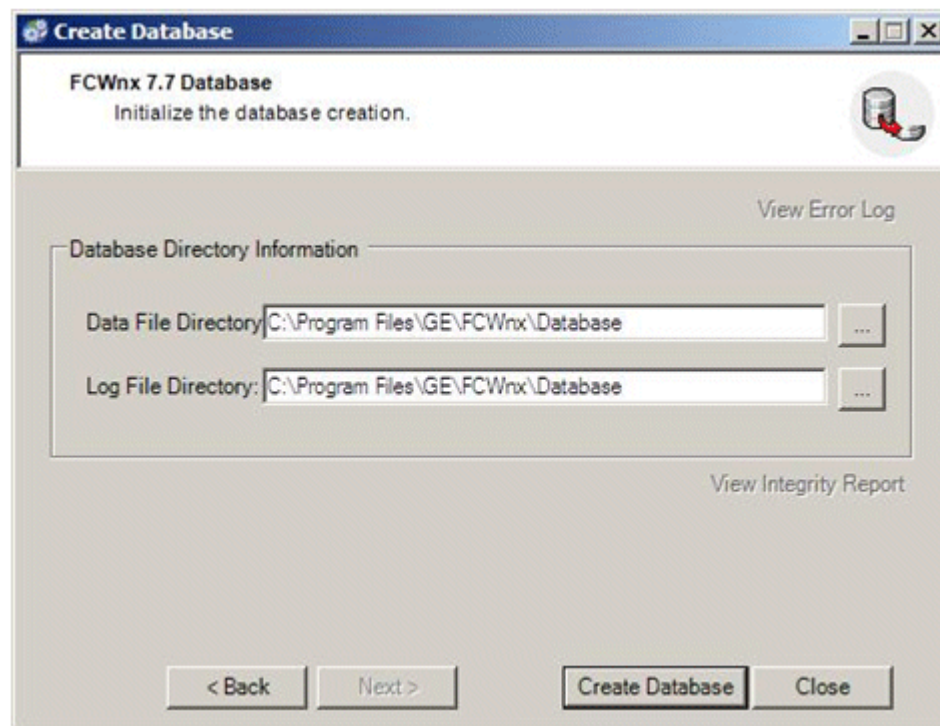 Create Database
FCWnx 7.7 Database
Initialize the database creation.
View Error Log
Database Directory Information
Data File Directory C:\Program Files\GE\FCWnx\Database ...
Log File Directory: C:\Program Files\GE\FCWnx\Database ...
View Integrity Report
< Back Next > Create Database Close